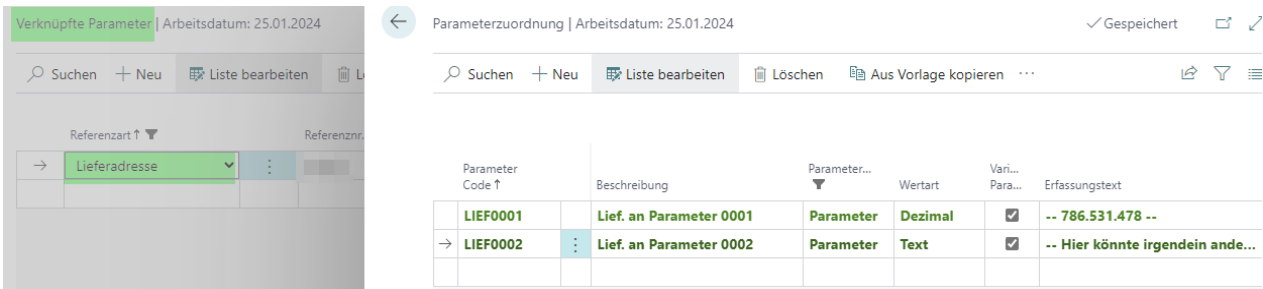 Verknüpfte Parameter | Arbeitsdatum: 25.01.2024
Suchen + Neu Liste bearbeiten
Referenzart ↑ Referenznr.
→ Lieferadresse
← Parameterzuordnung | Arbeitsdatum: 25.01.2024 ✓ Gespeichert
Suchen + Neu Liste bearbeiten Löschen Aus Vorlage kopieren ···
Parameter Parameter... Vari...
Code ↑ Beschreibung Wertart Para... Erfassungstext
LIEF0001 Lief. an Parameter 0001 Parameter Dezimal -- 786.531.478 --
→ LIEF0002 Lief. an Parameter 0002 Parameter Text -- Hier könnte irgendein ande...